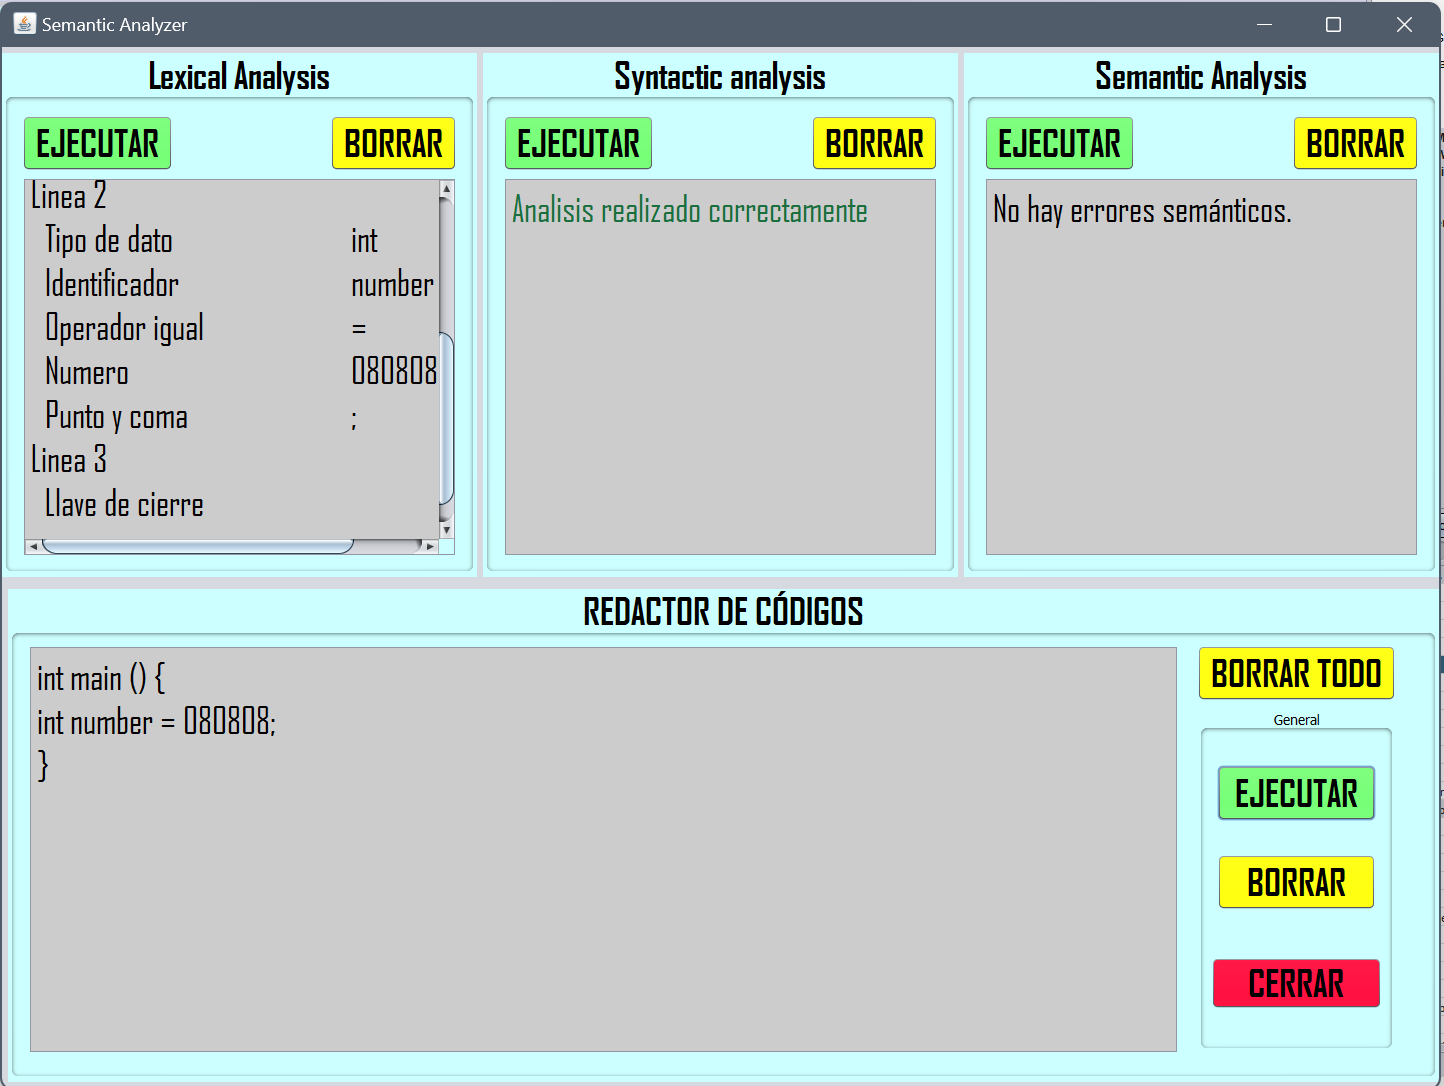 Semantic Analyzer
Lexical Analysis
EJECUTAR BORRAR
Linea 2
Tipo de dato int
Identificador number
Operador igual =
Numero 080808
Punto y coma ;
Linea 3
Llave de cierre
Syntactic analysis
EJECUTAR BORRAR
Analisis realizado correctamente
Semantic Analysis
EJECUTAR BORRAR
No hay errores semánticos.
REDACTOR DE CÓDIGOS
int main () {
int number = 080808;
}
BORRAR TODO
General
EJECUTAR
BORRAR
CERRAR